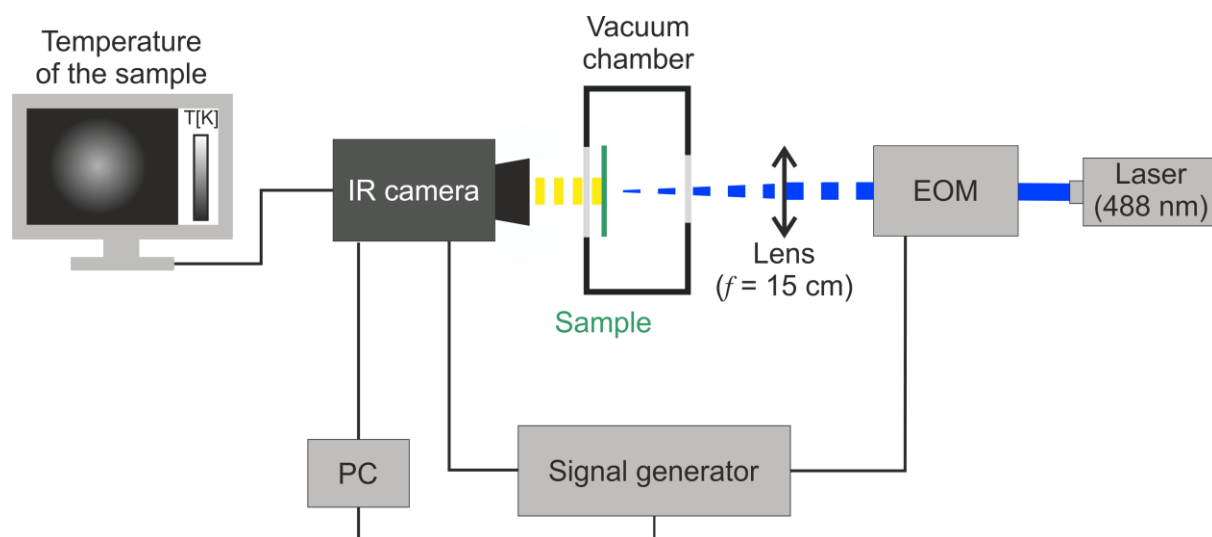 Temperature
of the sample
T[K]
IR camera
Vacuum
chamber
Sample
Lens
(f = 15 cm)
EOM
Laser
(488 nm)
PC
Signal generator